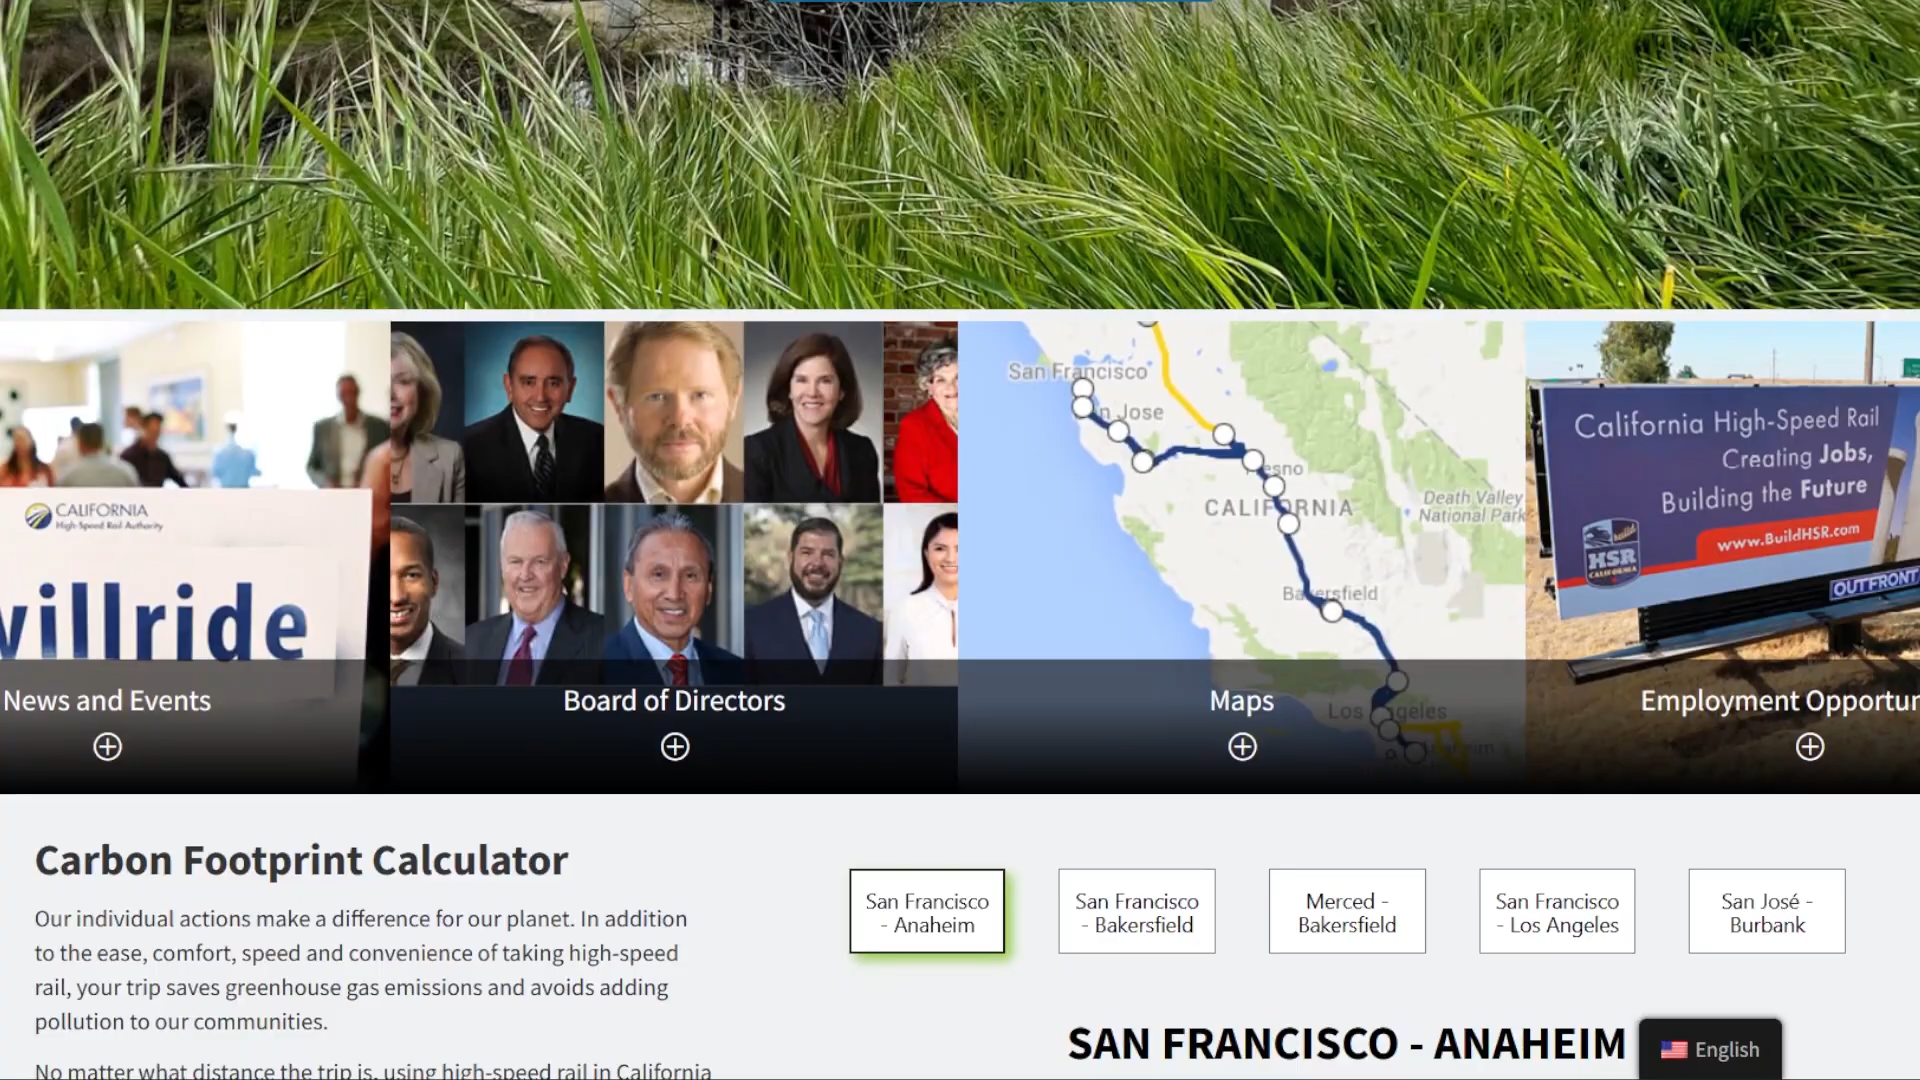 San Francisco
n Jose
CALIFORNIA
Death Valley
National Park
Bakersfield
CALIFORNIA
High-Speed Rail Authority
willride
California High-Speed Rail
Creating Jobs,
Building the Future
www.BuildHSR.com
HSR
CALIFORNIA
OUTFRONT
News and Events
Board of Directors
Maps
Employment Opportun
Carbon Footprint Calculator
Our individual actions make a difference for our planet. In addition
to the ease, comfort, speed and convenience of taking high-speed
rail, your trip saves greenhouse gas emissions and avoids adding
pollution to our communities.
No matter what distance the trip is, using high-speed rail in California
San Francisco
- Anaheim
San Francisco
- Bakersfield
Merced -
Bakersfield
San Francisco
- Los Angeles
San José -
Burbank
SAN FRANCISCO - ANAHEIM
English